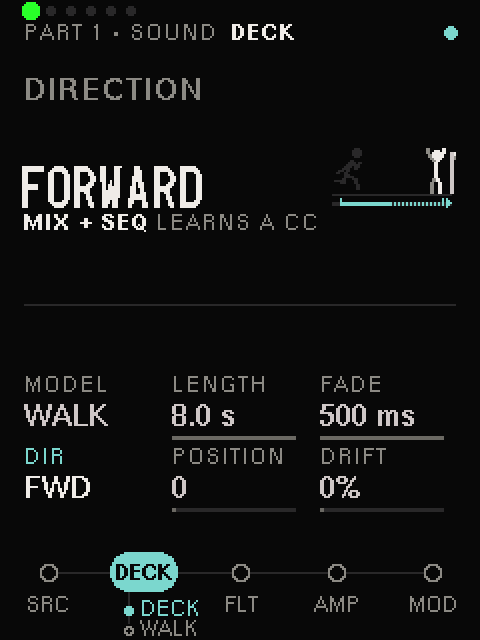 PART 1 • SOUND DECK
DIRECTION
FORWARD
MIX + SEQ LEARNS A CC
MODEL LENGTH FADE
WALK 8.0 s 500 ms
DIR POSITION DRIFT
FWD 0 0%
DECK
SRC DECK FLT AMP MOD
WALK